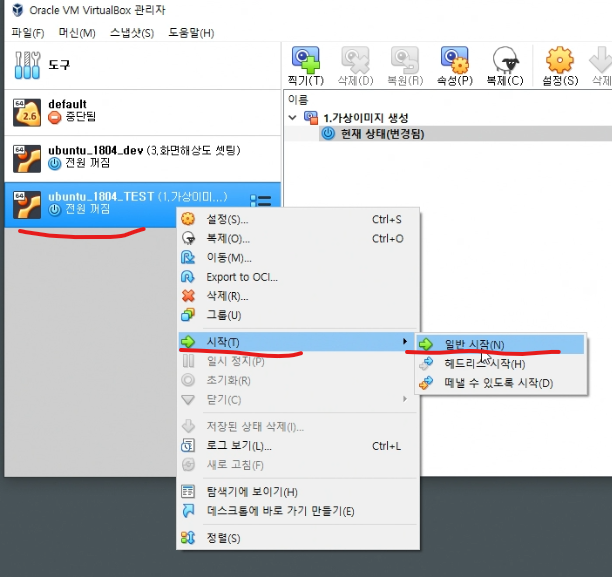 Oracle VM VirtualBox 관리자
파일(F) 머신(M) 스냅샷(S) 도움말(H)
도구
찍기(T) 삭제(D) 복원(R) 속성(P) 복제(C) 설정(S) 삭제
이름
64 2.6 default
중단됨
1.가상이미지 생성
현재 상태(변경됨)
64 ubuntu_1804_dev (3.화면해상도 셋팅)
전원 꺼짐
64 ubuntu_1804_TEST (1.가상이미...)
전원 꺼짐
설정(S)... Ctrl+S
복제(O)... Ctrl+O
이동(M)...
Export to OCI...
삭제(R)...
그룹(U)
시작(T)
일시 정지(P)
초기화(R)
닫기(C)
일반 시작(N)
헤드리스 시작(H)
떼낼 수 있도록 시작(D)
저장된 상태 삭제(I)...
로그 보기(L)... Ctrl+L
새로 고침(F)
탐색기에 보이기(H)
데스크톱에 바로 가기 만들기(E)
정렬(S)